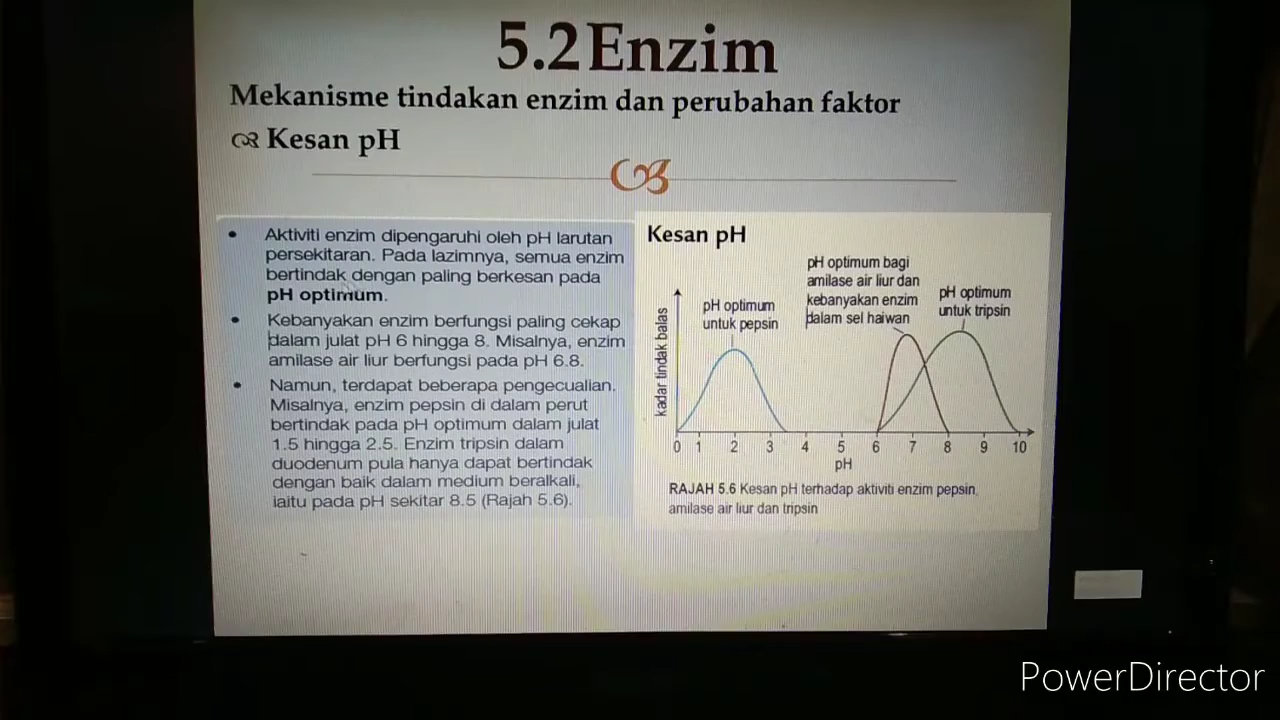 5.2 Enzim
Mekanisme tindakan enzim dan perubahan faktor
Kesan pH
• Aktiviti enzim dipengaruhi oleh pH larutan
persekitaran. Pada lazimnya, semua enzim
bertindak dengan paling berkesan pada
pH optimum.
• Kebanyakan enzim berfungsi paling cekap
dalam julat pH 6 hingga 8. Misalnya, enzim
amilase air liur berfungsi pada pH 6.8.
• Namun, terdapat beberapa pengecualian.
Misalnya, enzim pepsin di dalam perut
bertindak pada pH optimum dalam julat
1.5 hingga 2.5. Enzim tripsin dalam
duodenum pula hanya dapat bertindak
dengan baik dalam medium beralkali,
iaitu pada pH sekitar 8.5 (Rajah 5.6).
Kesan pH
pH optimum
untuk pepsin
pH optimum bagi
amilase air liur dan
kebanyakan enzim
dalam sel haiwan
pH optimum
untuk tripsin
kadar tindak balas
0 1 2 3 4 5 6 7 8 9 10
pH
RAJAH 5.6 Kesan pH terhadap aktiviti enzim pepsin,
amilase air liur dan tripsin
PowerDirector